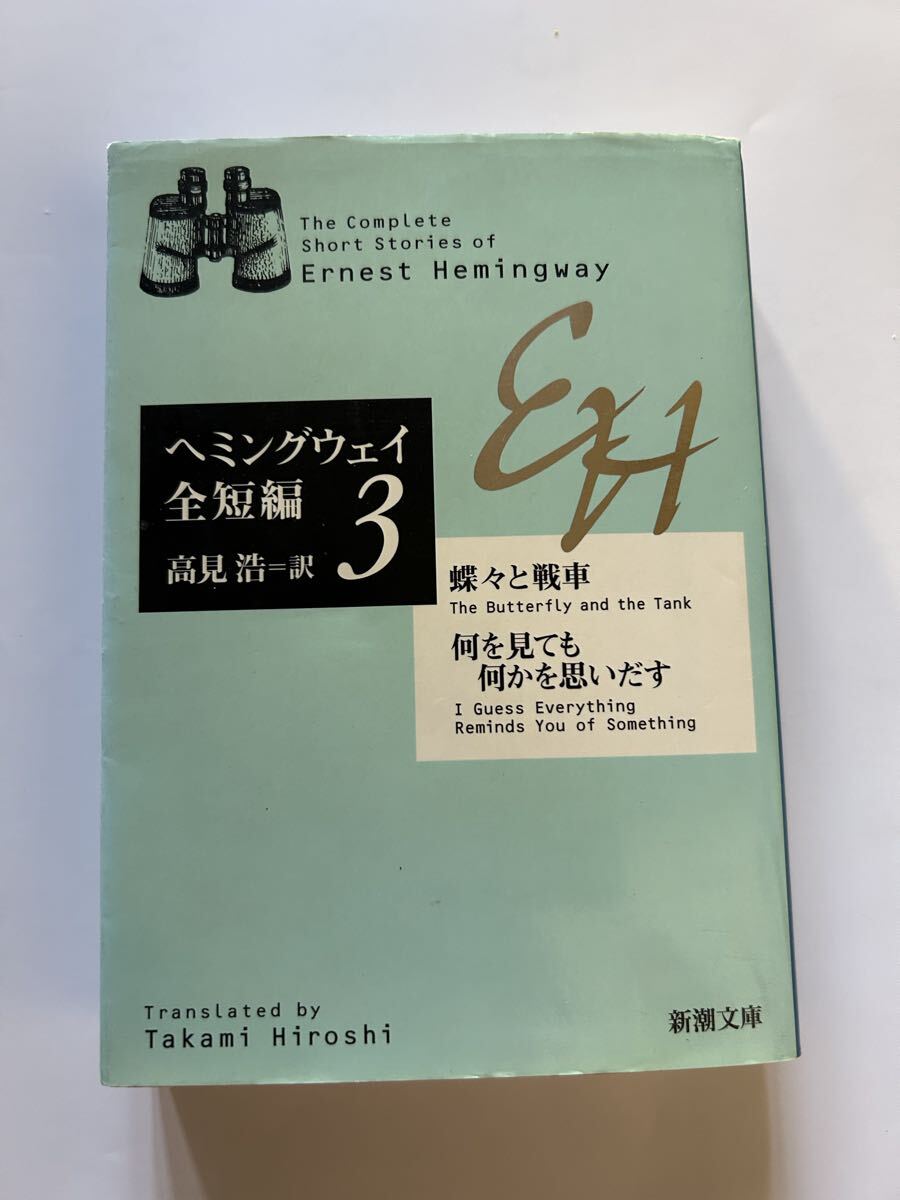 The Complete
Short Stories of
Ernest Hemingway
EH
ヘミングウェイ
全短編
3
高見 浩=訳
蝶々と戦車
The Butterfly and the Tank
何を見ても
何かを思いだす
I Guess Everything
Reminds You of Something
Translated by
Takami Hiroshi
新潮文庫